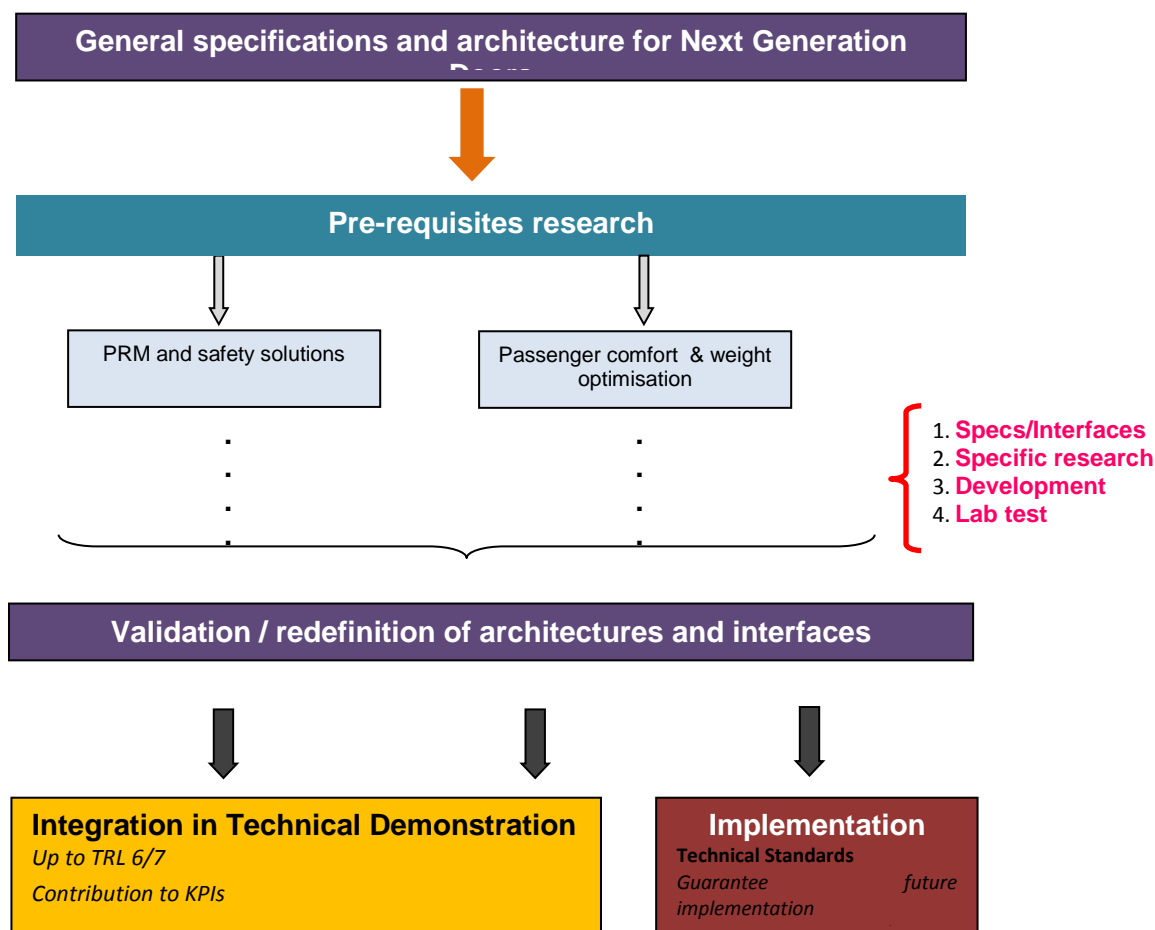 General specifications and architecture for Next Generation
Pre-requisites research
PRM and safety solutions
Passenger comfort & weight
optimisation
1. Specs/Interfaces
2. Specific research
3. Development
4. Lab test
Validation / redefinition of architectures and interfaces
Integration in Technical Demonstration
Up to TRL 6/7
Contribution to KPIs
Implementation
Technical Standards
Guarantee future
implementation